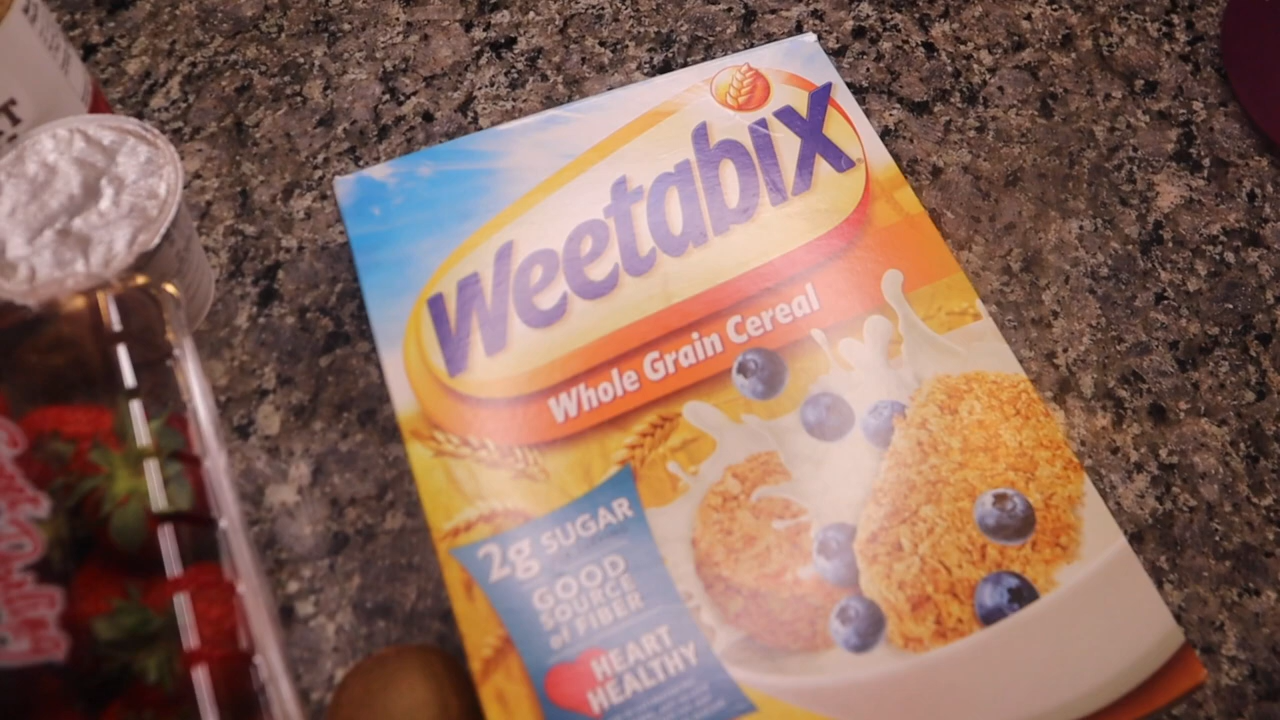 Weetabix
Whole Grain Cereal
2g SUGAR
GOOD
SOURCE
of FIBER
HEART
HEALTHY